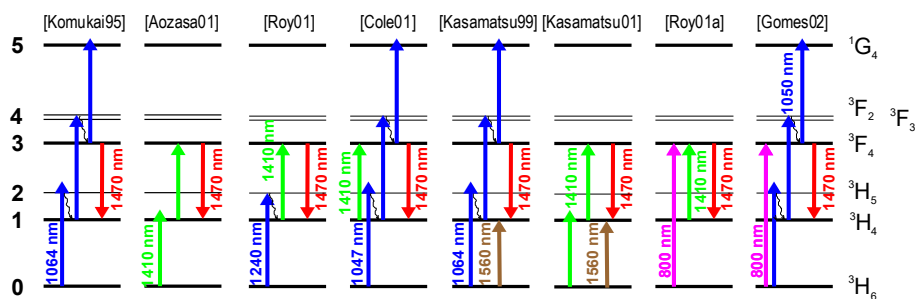 [Komukai95] [Aozasa01] [Roy01] [Cole01] [Kasamatsu99] [Kasamatsu01] [Roy01a] [Gomes02]
5 ¹G₄
1050 nm
4 ³F₂ ³F₃
1410 nm
3 ³F₄
1470 nm 1470 nm 1470 nm 1410 nm 1470 nm 1470 nm 1410 nm 1470 nm 1410 nm 1470 nm 1470 nm
2 ³H₅
1 ³H₄
1064 nm 1410 nm 1240 nm 1047 nm 1064 nm 1560 nm 1560 nm 800 nm 800 nm
0 ³H₆